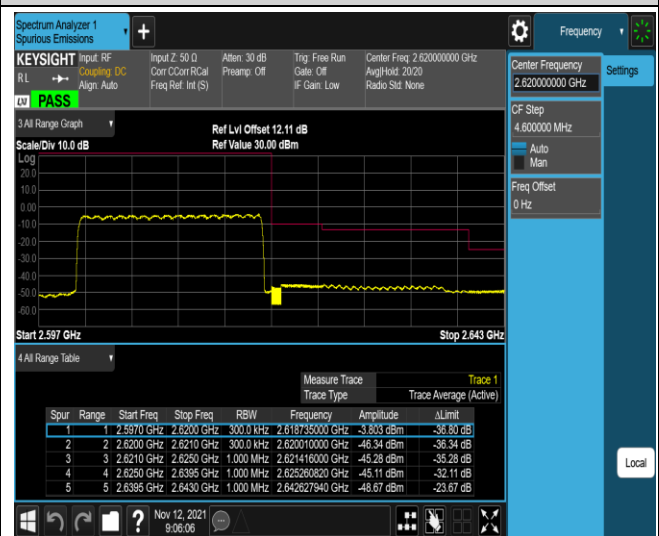 Spectrum Analyzer 1
Spurious Emissions
Frequency
KEYSIGHT Input: RF Input Z: 50 Ω Atten: 30 dB Trig: Free Run Center Freq: 2.620000000 GHz
RL Coupling: DC Corr CCorr RCal Preamp: Off Gate: Off Avg|Hold: 20/20
Align: Auto Freq Ref: Int (S) IF Gain: Low Radio Std: None
LXI PASS
3 All Range Graph
Ref Lvl Offset 12.11 dB
Scale/Div 10.0 dB Ref Value 30.00 dBm
Log
20.0
10.0
0.00
-10.0
-20.0
-30.0
-40.0
-50.0
-60.0
Start 2.597 GHz Stop 2.643 GHz
4 All Range Table
Measure Trace Trace 1
Trace Type Trace Average (Active)
Spur Range Start Freq Stop Freq RBW Frequency Amplitude ΔLimit
1 1 2.5970 GHz 2.6200 GHz 300.0 kHz 2.618735000 GHz -3.803 dBm -36.80 dB
2 2 2.6200 GHz 2.6210 GHz 300.0 kHz 2.620010000 GHz -46.34 dBm -36.34 dB
3 3 2.6210 GHz 2.6250 GHz 1.000 MHz 2.621416000 GHz -45.28 dBm -35.28 dB
4 4 2.6250 GHz 2.6395 GHz 1.000 MHz 2.625260820 GHz -45.11 dBm -32.11 dB
5 5 2.6395 GHz 2.6430 GHz 1.000 MHz 2.642627940 GHz -48.67 dBm -23.67 dB
Nov 12, 2021
9:06:06
Center Frequency
2.620000000 GHz
Settings
CF Step
4.600000 MHz
Auto
Man
Freq Offset
0 Hz
Local